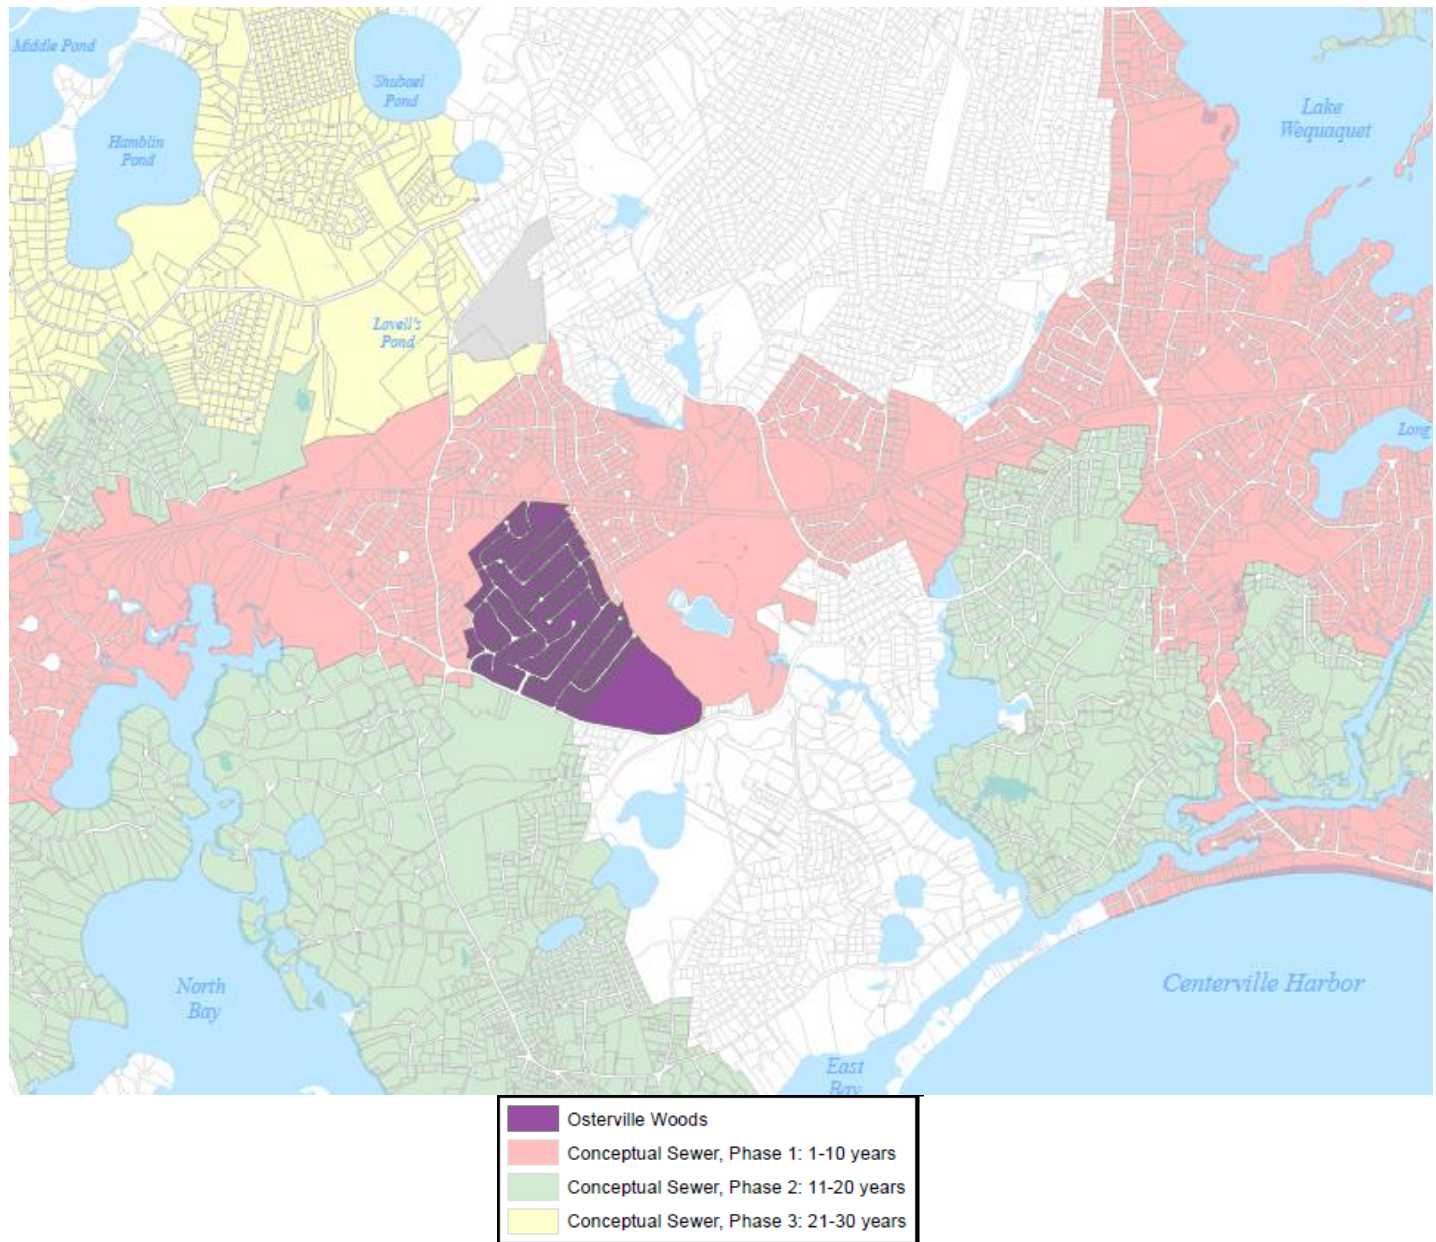 Middle Pond
Shubael
Pond
Hamblin
Pond
Lake
Wequaquet
Lovell's
Pond
Long
North
Bay
Centerville Harbor
East
Bay
Osterville Woods
Conceptual Sewer, Phase 1: 1-10 years
Conceptual Sewer, Phase 2: 11-20 years
Conceptual Sewer, Phase 3: 21-30 years